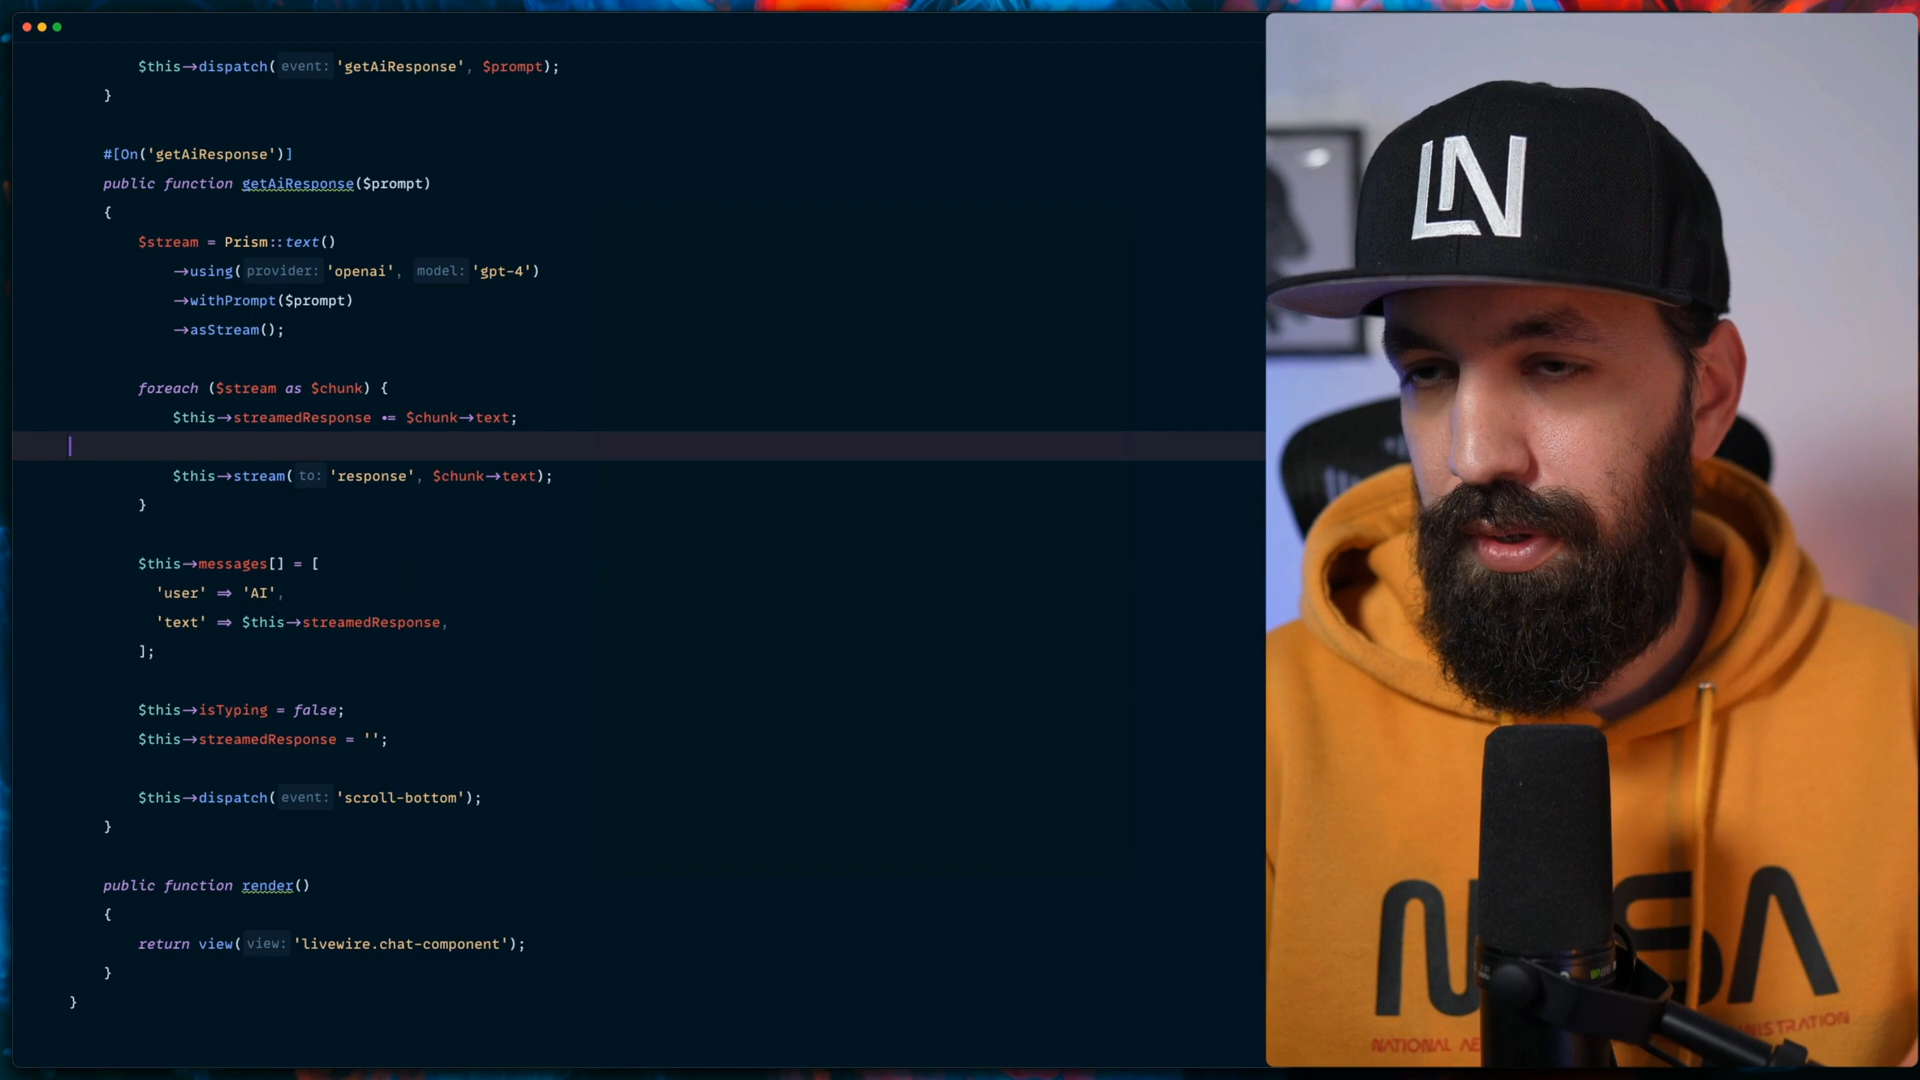 $this->dispatch( event: 'getAiResponse', $prompt);
}
#[On('getAiResponse')]
public function getAiResponse($prompt)
{
$stream = Prism::text()
->using( provider: 'openai', model: 'gpt-4')
->withPrompt($prompt)
->asStream();
foreach ($stream as $chunk) {
$this->streamedResponse .= $chunk->text;
$this->stream( to: 'response', $chunk->text);
}
$this->messages[] = [
'user' => 'AI',
'text' => $this->streamedResponse,
];
$this->isTyping = false;
$this->streamedResponse = '';
$this->dispatch( event: 'scroll-bottom');
}
public function render()
{
return view( view: 'livewire.chat-component');
}
}
LN
NASA
NATIONAL